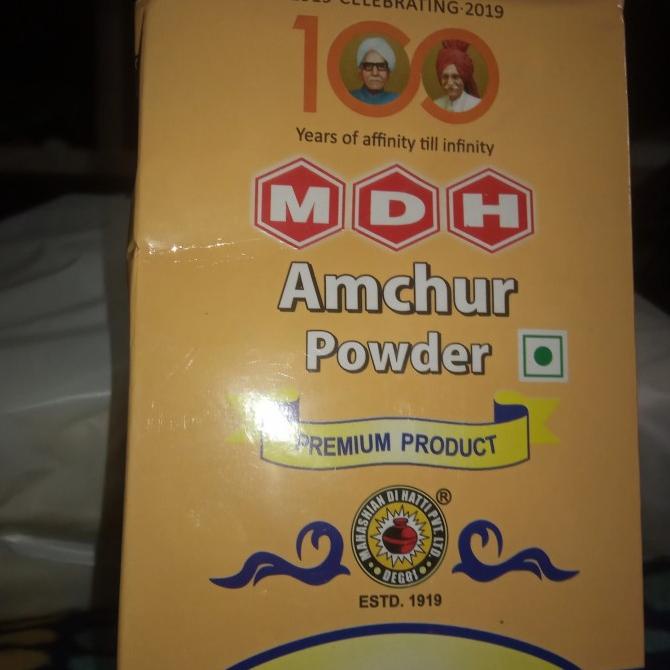 CELEBRATING·2019
100
Years of affinity till infinity
MDH
Amchur
Powder
PREMIUM PRODUCT
®
MAHASHIAN DI HATTI PVT. LTD.
DEGGI
ESTD. 1919